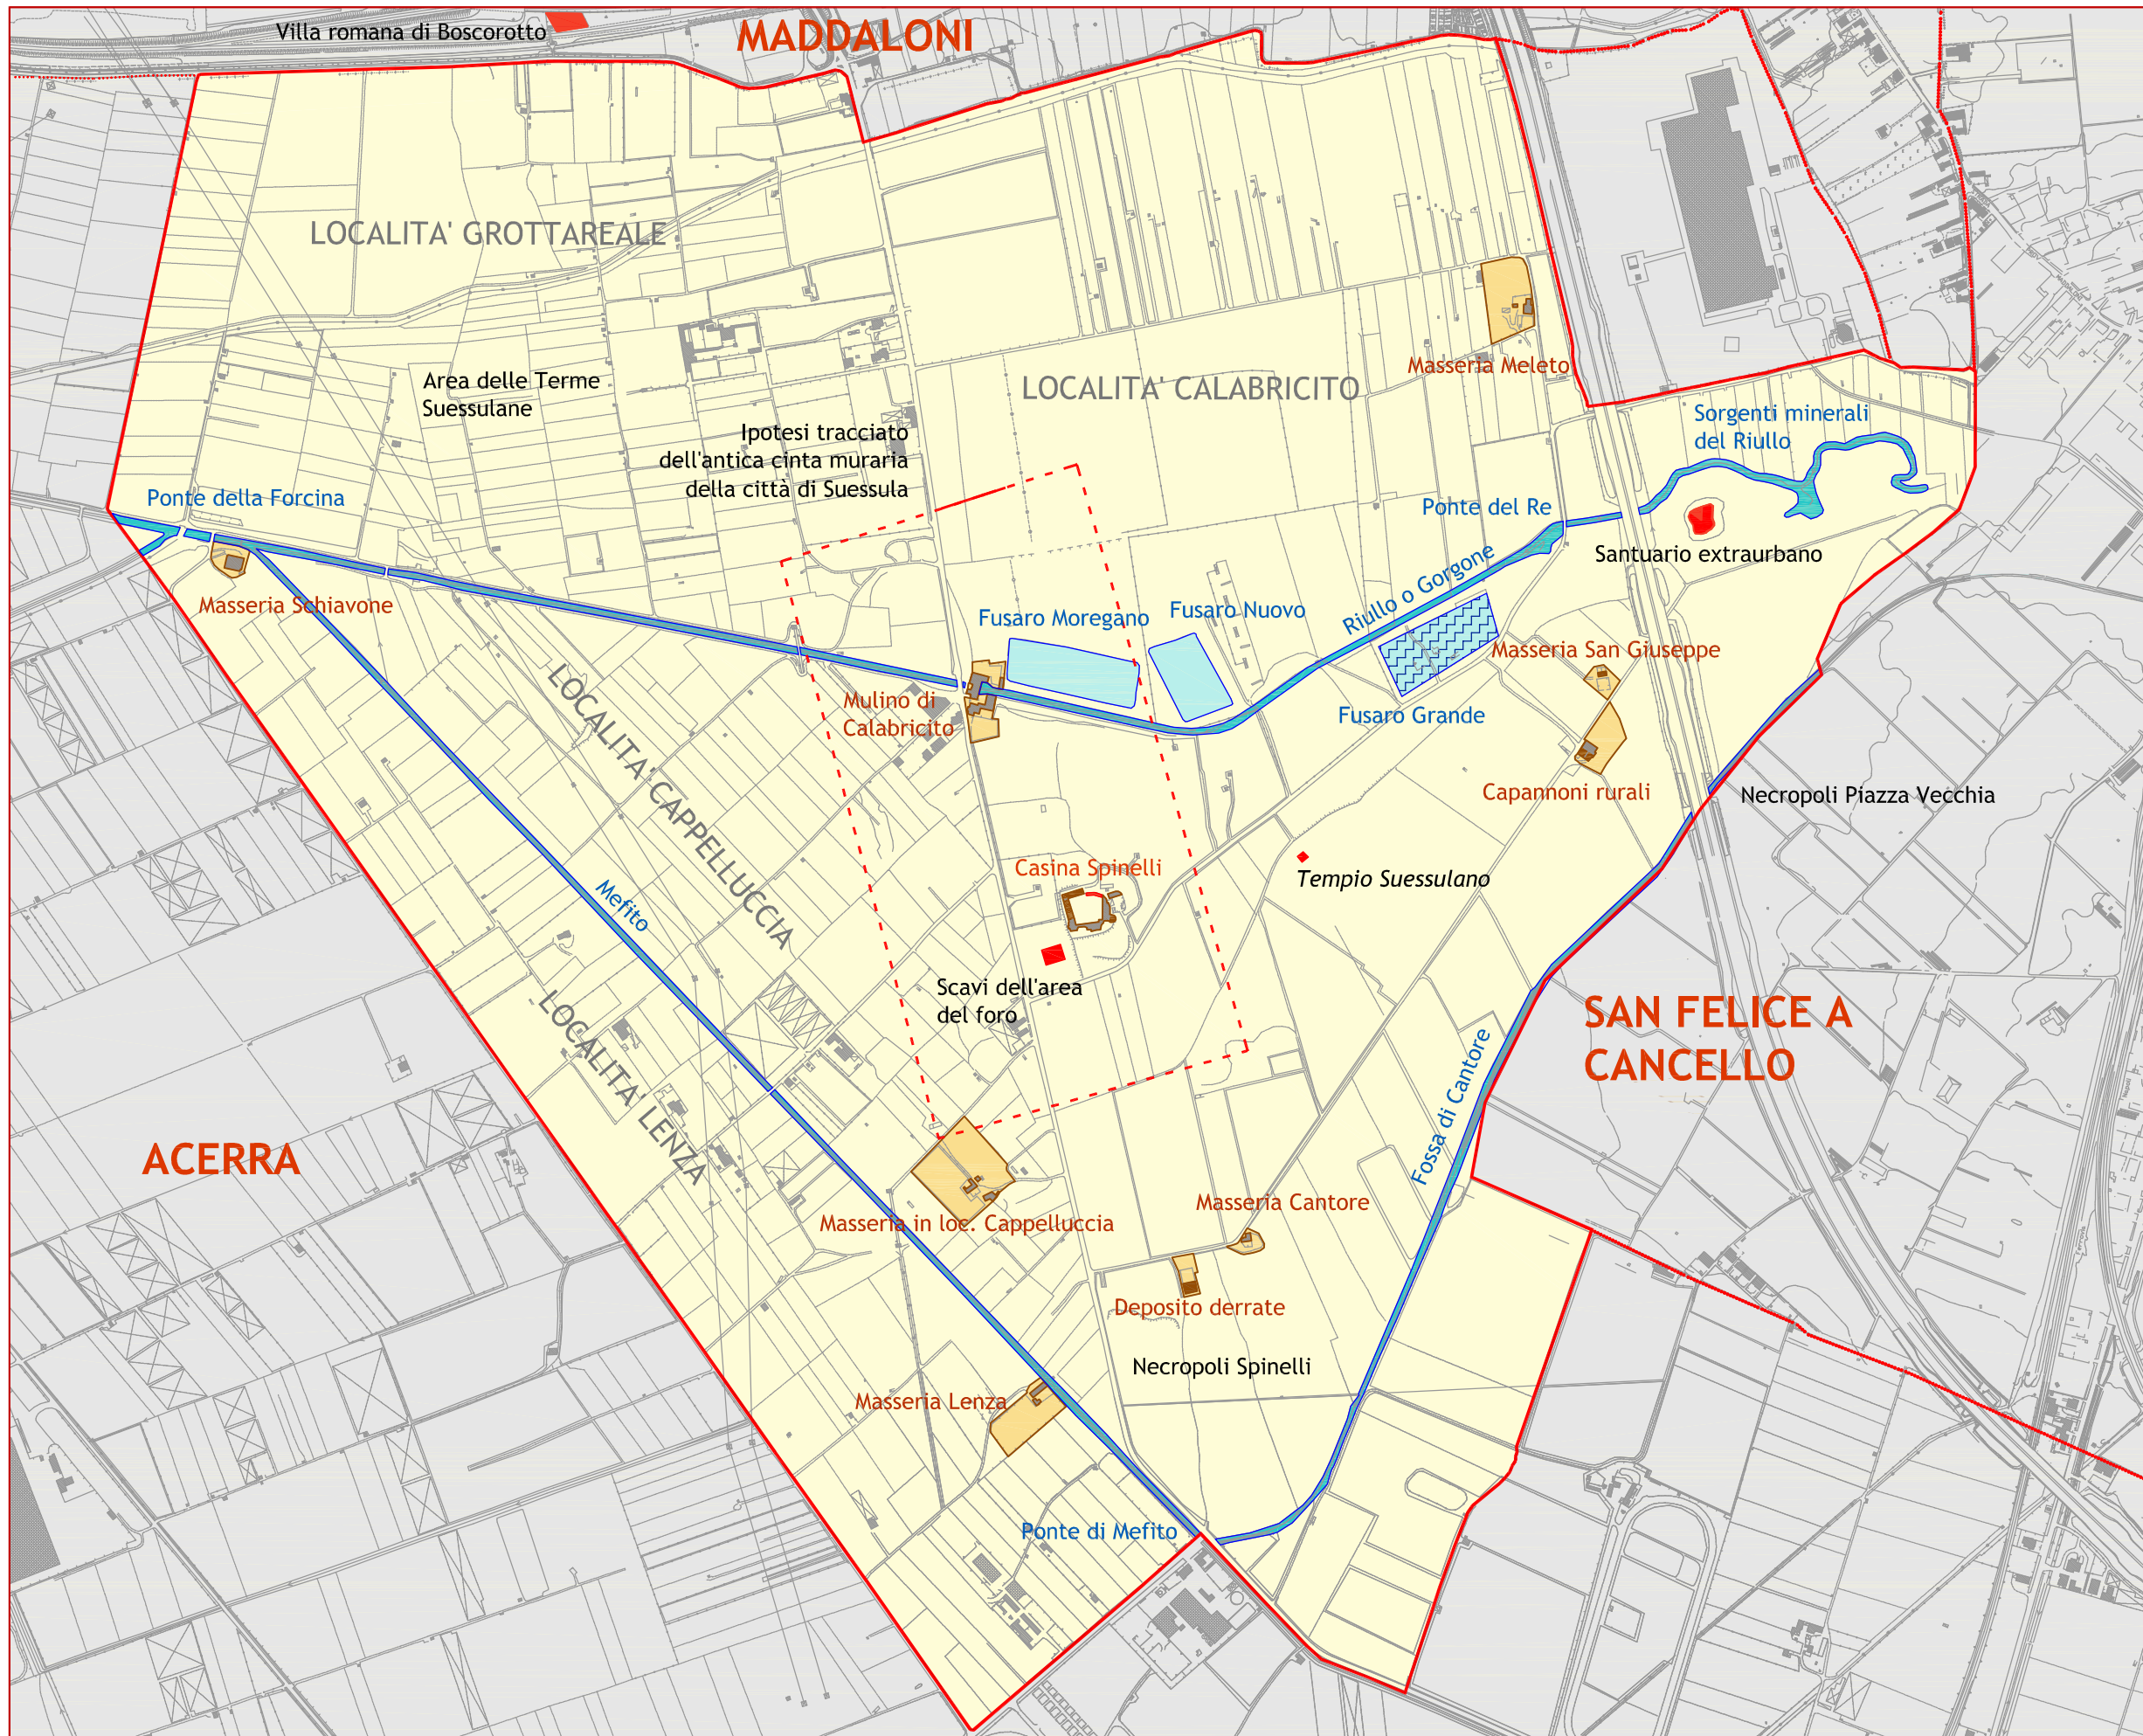 Villa romana di Boscorotto
MADDALONI
LOCALITA' GROTTAREALE
Masseria Meleto
Area delle Terme
Suessulane
LOCALITA' CALABRICITO
Ipotesi tracciato
dell'antica cinta muraria
della città di Suessula
Sorgenti minerali
del Riullo
Ponte della Forcina
Ponte del Re
Santuario extraurbano
Masseria Schiavone
Riullo o Gorgone
Fusaro Moregano
Fusaro Nuovo
Masseria San Giuseppe
Mulino di
Calabricito
Fusaro Grande
LOCALITA' CAPPELLUCCIA
Capannoni rurali
Necropoli Piazza Vecchia
Casina Spinelli
Tempio Suessulano
Mefito
Scavi dell'area
del foro
SAN FELICE A
CANCELLO
LOCALITA' LENZA
Fossa di Cantore
ACERRA
Masseria in loc. Cappelluccia
Masseria Cantore
Deposito derrate
Necropoli Spinelli
Masseria Lenza
Ponte di Mefito